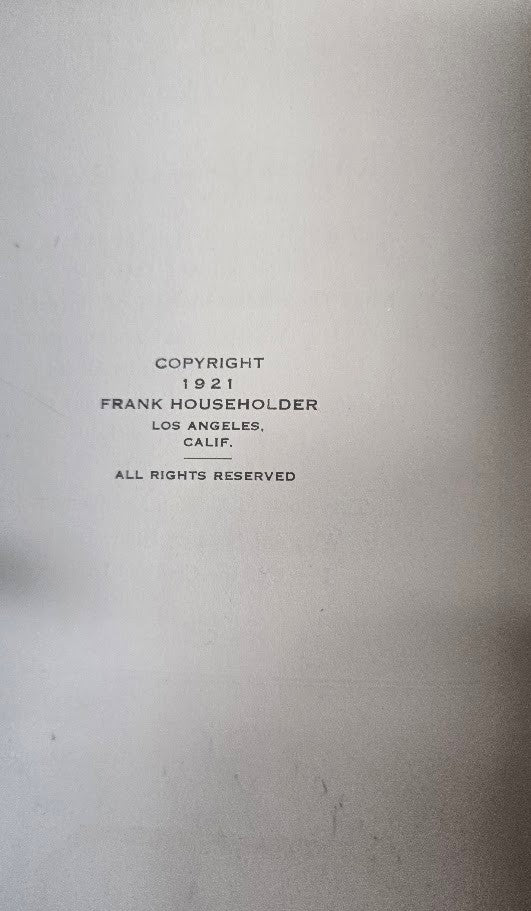 COPYRIGHT
1921
FRANK HOUSEHOLDER
LOS ANGELES,
CALIF.
ALL RIGHTS RESERVED